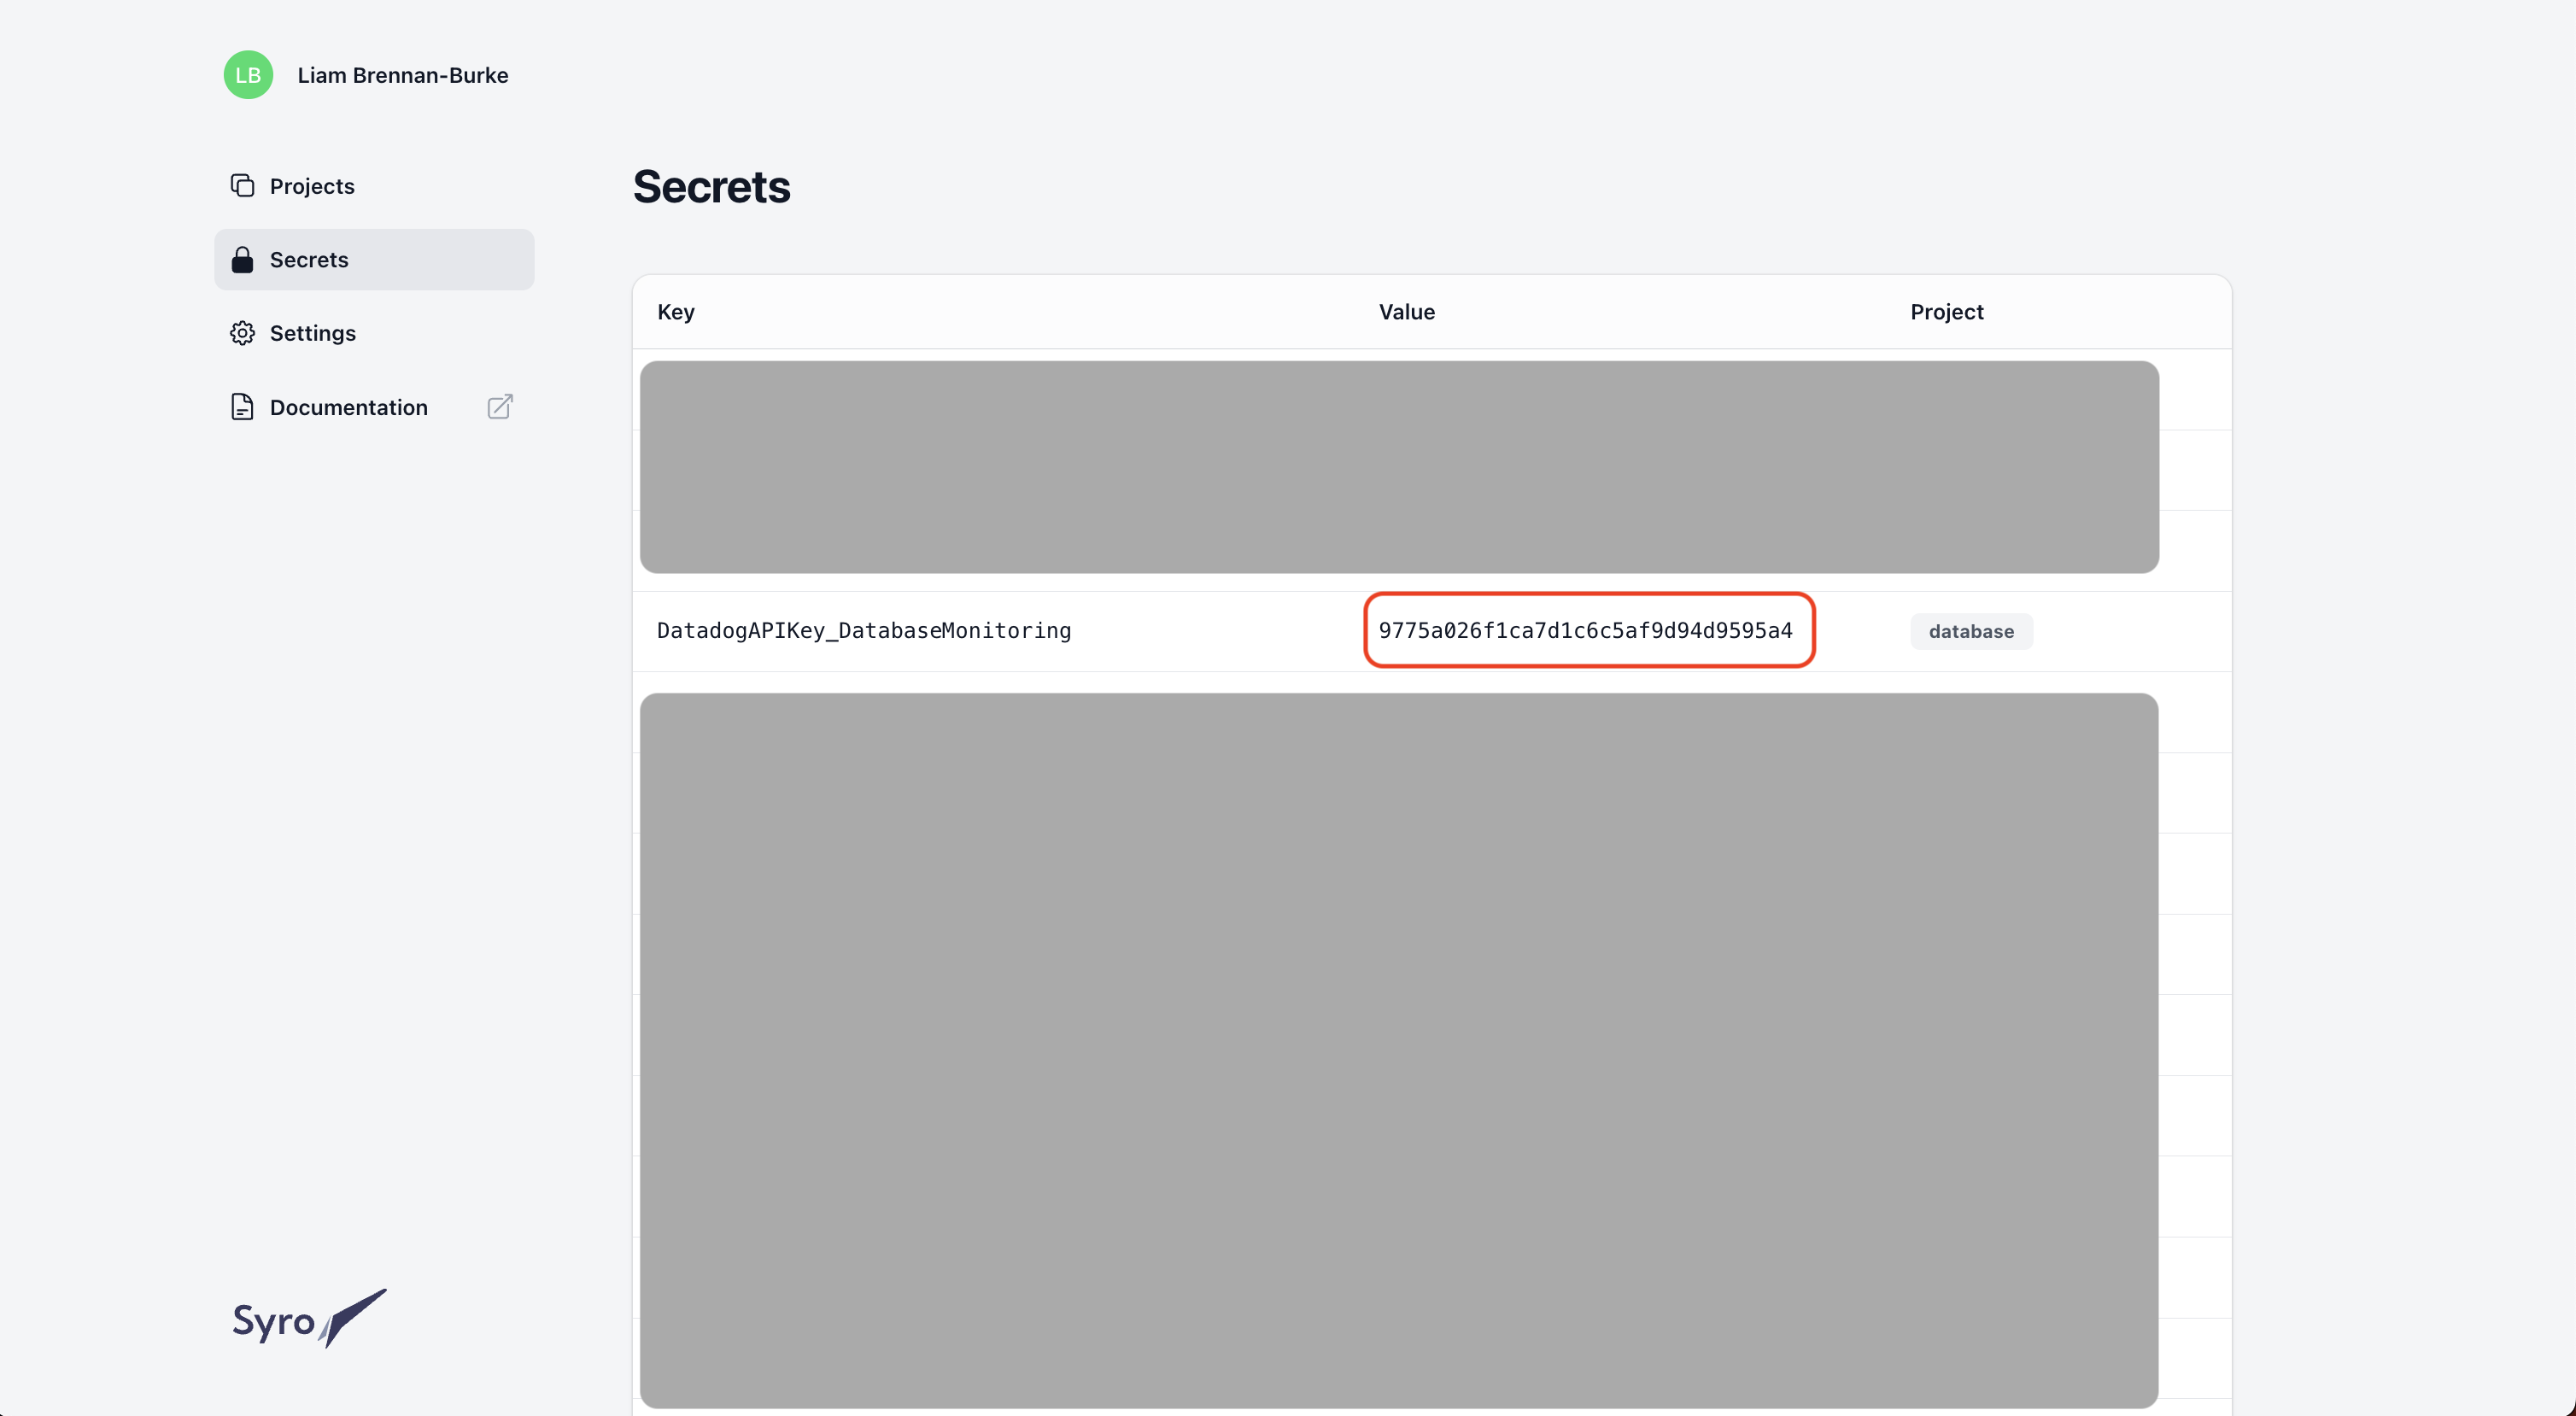 LB Liam Brennan-Burke
Projects
Secrets
Settings
Documentation
Secrets
Key Value Project
DatadogAPIKey_DatabaseMonitoring 9775a026f1ca7d1c6c5af9d94d9595a4 database
Syro